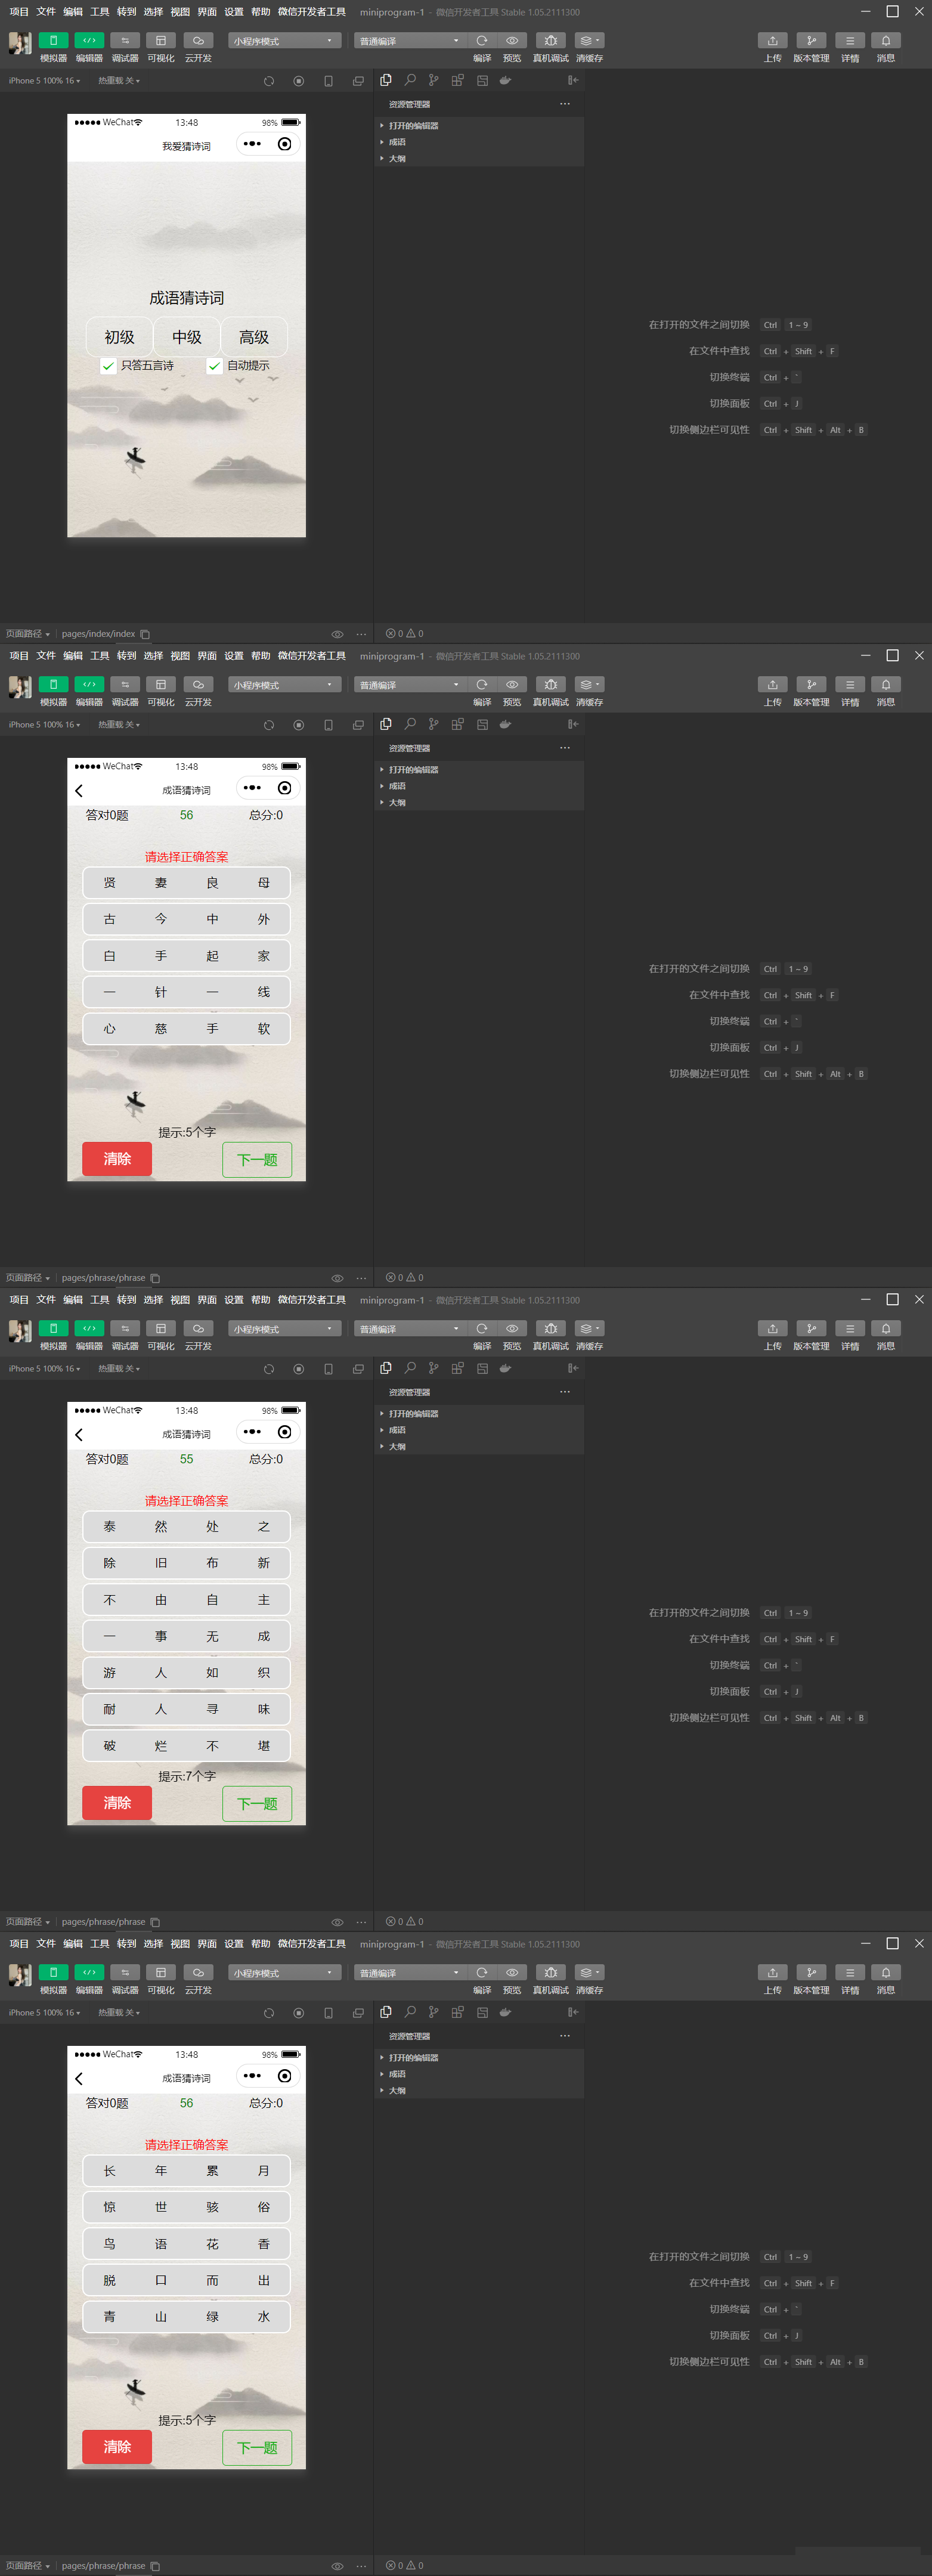 项目 文件 编辑 工具 转到 选择 视图 界面 设置 帮助 微信开发者工具 miniprogram-1 - 微信开发者工具 Stable 1.05.2111300
小程序模式 普通编译
模拟器 编辑器 调试器 可视化 云开发 编译 预览 真机调试 清缓存 上传 版本管理 详情 消息
iPhone 5 100% 16 热重载 关
资源管理器
WeChat 13:48 98%
打开的编辑器
我爱猜诗词
成语
大纲
成语猜诗词
初级 中级 高级
只答五言诗 自动提示
在打开的文件之间切换 Ctrl 1 ~ 9
在文件中查找 Ctrl + Shift + F
切换终端 Ctrl + `
切换面板 Ctrl + J
切换侧边栏可见性 Ctrl + Shift + Alt + B
页面路径 pages/index/index 0 0
项目 文件 编辑 工具 转到 选择 视图 界面 设置 帮助 微信开发者工具 miniprogram-1 - 微信开发者工具 Stable 1.05.2111300
小程序模式 普通编译
模拟器 编辑器 调试器 可视化 云开发 编译 预览 真机调试 清缓存 上传 版本管理 详情 消息
iPhone 5 100% 16 热重载 关
资源管理器
WeChat 13:48 98%
打开的编辑器
成语猜诗词
成语
大纲
答对0题 56 总分:0
请选择正确答案
贤 妻 良 母
古 今 中 外
白 手 起 家
一 针 一 线
心 慈 手 软
提示:5个字
清除 下一题
在打开的文件之间切换 Ctrl 1 ~ 9
在文件中查找 Ctrl + Shift + F
切换终端 Ctrl + `
切换面板 Ctrl + J
切换侧边栏可见性 Ctrl + Shift + Alt + B
页面路径 pages/phrase/phrase 0 0
项目 文件 编辑 工具 转到 选择 视图 界面 设置 帮助 微信开发者工具 miniprogram-1 - 微信开发者工具 Stable 1.05.2111300
小程序模式 普通编译
模拟器 编辑器 调试器 可视化 云开发 编译 预览 真机调试 清缓存 上传 版本管理 详情 消息
iPhone 5 100% 16 热重载 关
资源管理器
WeChat 13:48 98%
打开的编辑器
成语猜诗词
成语
大纲
答对0题 55 总分:0
请选择正确答案
泰 然 处 之
除 旧 布 新
不 由 自 主
一 事 无 成
游 人 如 织
耐 人 寻 味
破 烂 不 堪
提示:7个字
清除 下一题
在打开的文件之间切换 Ctrl 1 ~ 9
在文件中查找 Ctrl + Shift + F
切换终端 Ctrl + `
切换面板 Ctrl + J
切换侧边栏可见性 Ctrl + Shift + Alt + B
页面路径 pages/phrase/phrase 0 0
项目 文件 编辑 工具 转到 选择 视图 界面 设置 帮助 微信开发者工具 miniprogram-1 - 微信开发者工具 Stable 1.05.2111300
小程序模式 普通编译
模拟器 编辑器 调试器 可视化 云开发 编译 预览 真机调试 清缓存 上传 版本管理 详情 消息
iPhone 5 100% 16 热重载 关
资源管理器
WeChat 13:48 98%
打开的编辑器
成语猜诗词
成语
大纲
答对0题 56 总分:0
请选择正确答案
长 年 累 月
惊 世 骇 俗
鸟 语 花 香
脱 口 而 出
青 山 绿 水
提示:5个字
清除 下一题
在打开的文件之间切换 Ctrl 1 ~ 9
在文件中查找 Ctrl + Shift + F
切换终端 Ctrl + `
切换面板 Ctrl + J
切换侧边栏可见性 Ctrl + Shift + Alt + B
页面路径 pages/phrase/phrase 0 0